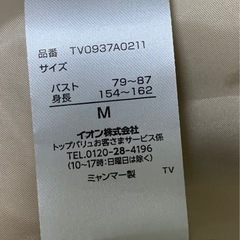 品番 TV0937A0211
サイズ
バスト 79~87
身長 154~162
M
イオン株式会社
トップバリュお客さまサービス係
TEL.0120-28-4196
(10~17時:日曜日は除く)
ミャンマー製 TV